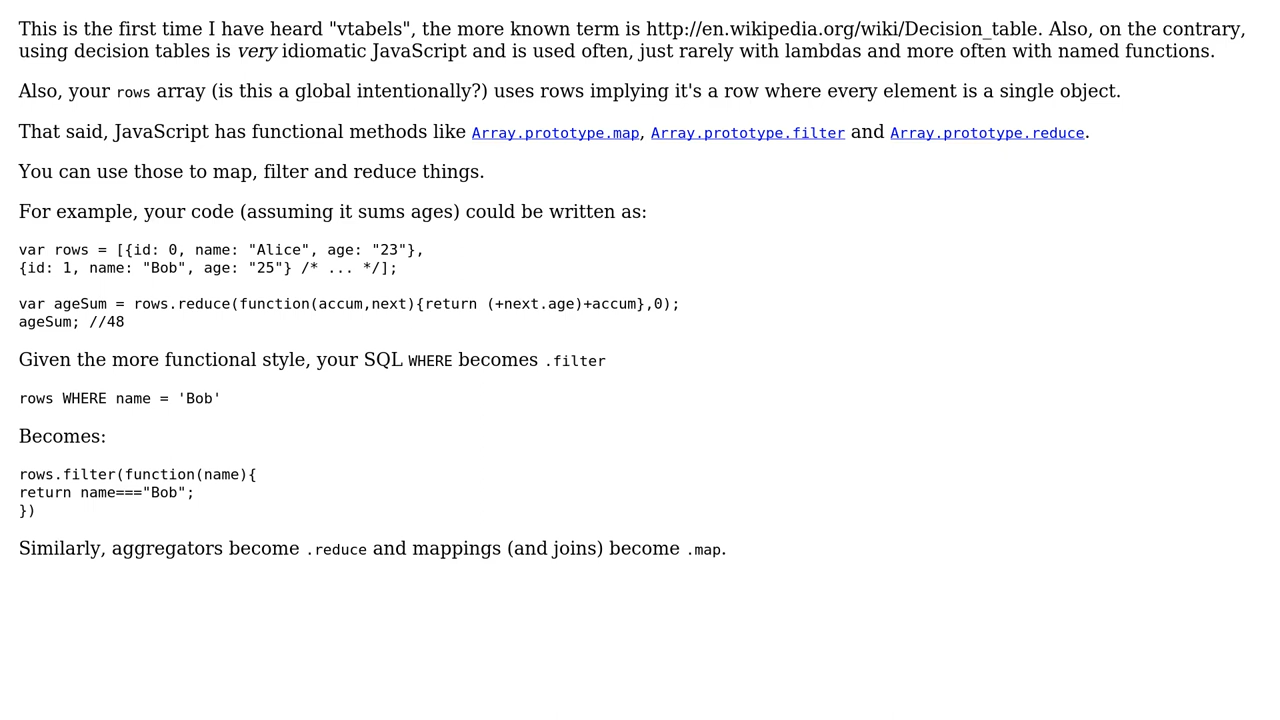 This is the first time I have heard "vtabels", the more known term is http://en.wikipedia.org/wiki/Decision_table. Also, on the contrary,
using decision tables is very idiomatic JavaScript and is used often, just rarely with lambdas and more often with named functions.
Also, your rows array (is this a global intentionally?) uses rows implying it's a row where every element is a single object.
That said, JavaScript has functional methods like Array.prototype.map, Array.prototype.filter and Array.prototype.reduce.
You can use those to map, filter and reduce things.
For example, your code (assuming it sums ages) could be written as:
var rows = [{id: 0, name: "Alice", age: "23"},
{id: 1, name: "Bob", age: "25"} /* ... */];
var ageSum = rows.reduce(function(accum,next){return (+next.age)+accum},0);
ageSum; //48
Given the more functional style, your SQL WHERE becomes .filter
rows WHERE name = 'Bob'
Becomes:
rows.filter(function(name){
return name==="Bob";
})
Similarly, aggregators become .reduce and mappings (and joins) become .map.